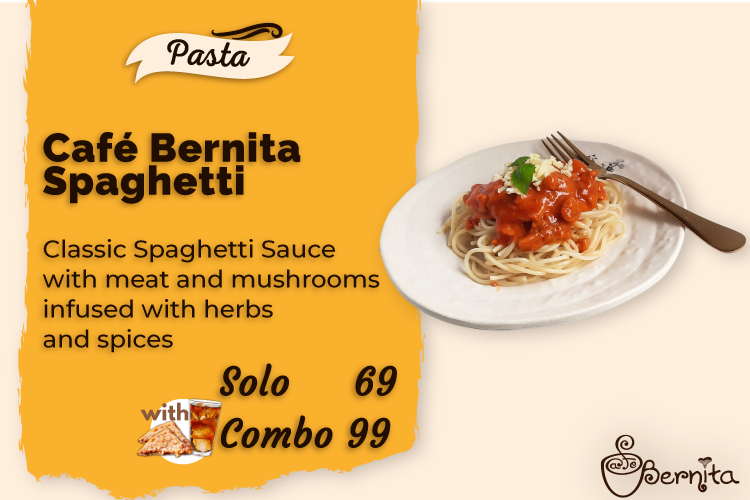 Pasta
Café Bernita
Spaghetti
Classic Spaghetti Sauce
with meat and mushrooms
infused with herbs
and spices
Solo 69
with
Combo 99
Café
Bernita